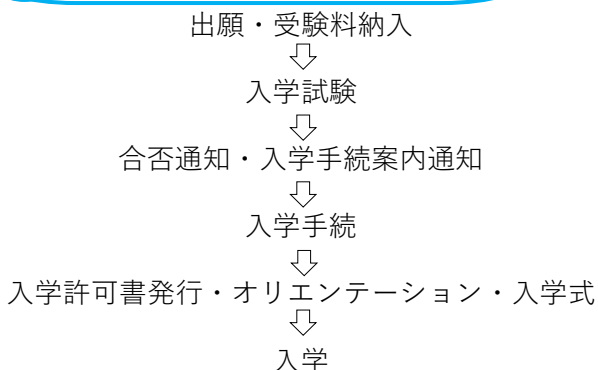 出願・受験料納入
入学試験
合否通知・入学手続案内通知
入学手続
入学許可書発行・オリエンテーション・入学式
入学